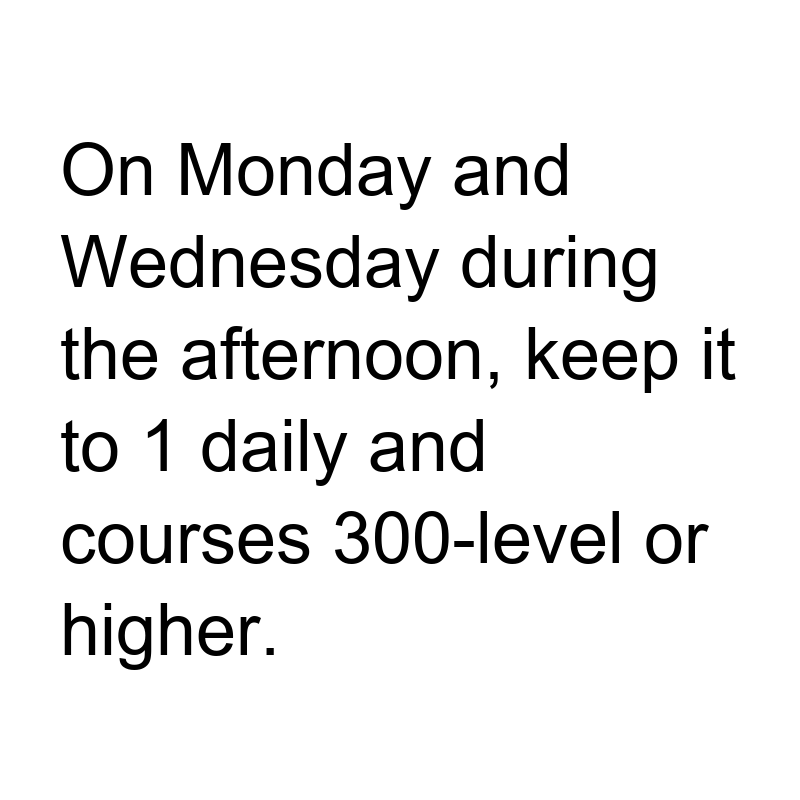 On Monday and
Wednesday during
the afternoon, keep it
to 1 daily and
courses 300-level or
higher.